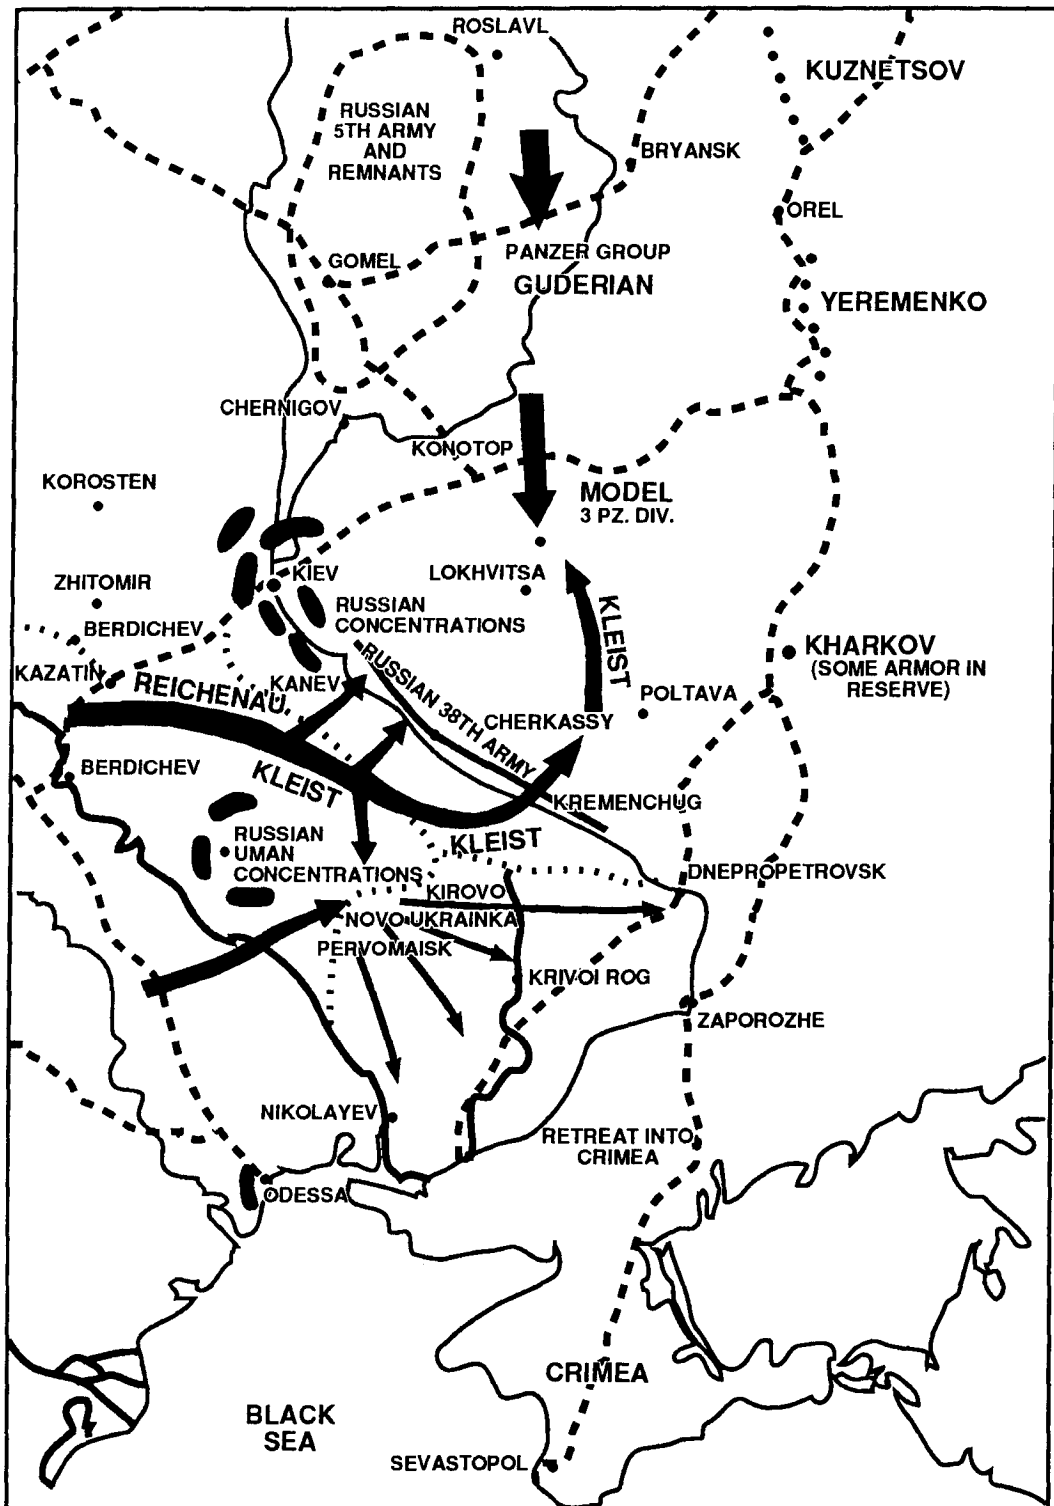 ROSLAVL
KUZNETSOV
RUSSIAN
5TH ARMY
AND
REMNANTS
BRYANSK
OREL
PANZER GROUP
GUDERIAN
GOMEL
YEREMENKO
CHERNIGOV
KONOTOP
KOROSTEN
MODEL
3 PZ. DIV.
KIEV
LOKHVITSA
ZHITOMIR
RUSSIAN
CONCENTRATIONS
KLEIST
BERDICHEV
KHARKOV
(SOME ARMOR IN
RESERVE)
KAZATIN
REICHENAU
KANEV
RUSSIAN 38TH ARMY
POLTAVA
CHERKASSY
BERDICHEV
KLEIST
KREMENCHUG
RUSSIAN
UMAN
CONCENTRATIONS
KLEIST
DNEPROPETROVSK
KIROVO
NOVO UKRAINKA
PERVOMAISK
KRIVOI ROG
ZAPOROZHE
NIKOLAYEV
RETREAT INTO
CRIMEA
ODESSA
CRIMEA
BLACK
SEA
SEVASTOPOL